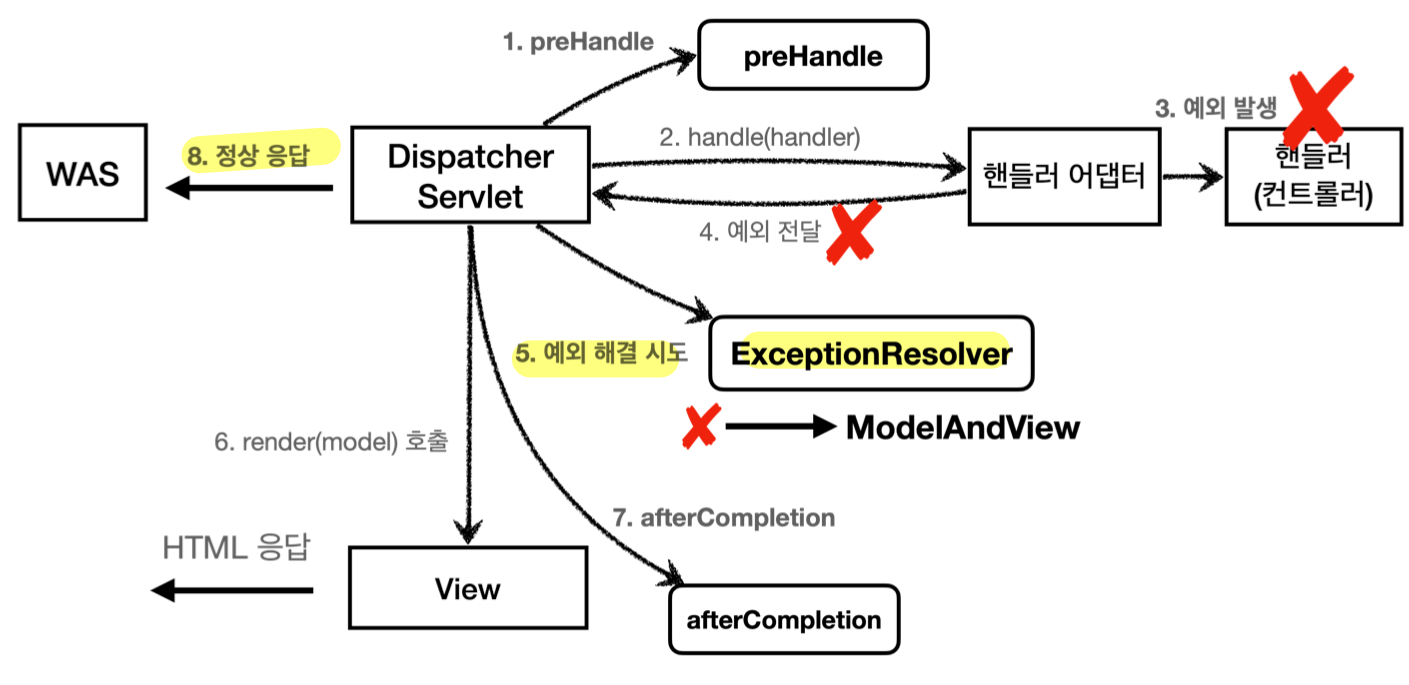 1. preHandle
preHandle
3. 예외 발생
WAS
8. 정상 응답
Dispatcher
Servlet
2. handle(handler)
핸들러 어댑터
핸들러
(컨트롤러)
4. 예외 전달
5. 예외 해결 시도
ExceptionResolver
ModelAndView
6. render(model) 호출
7. afterCompletion
HTML 응답
View
afterCompletion